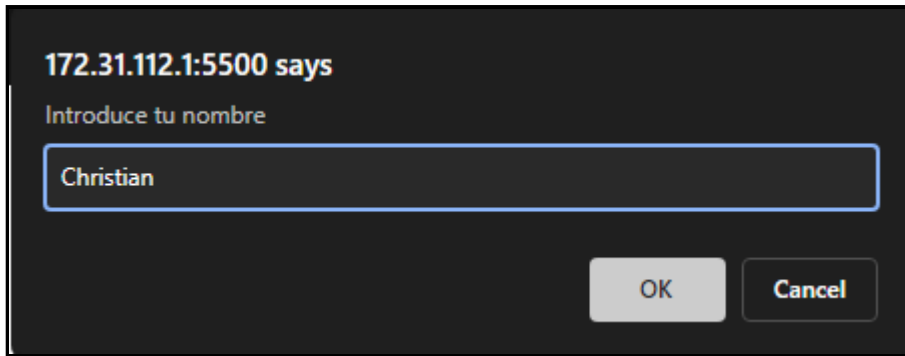 172.31.112.1:5500 says
Introduce tu nombre
Christian
OK Cancel